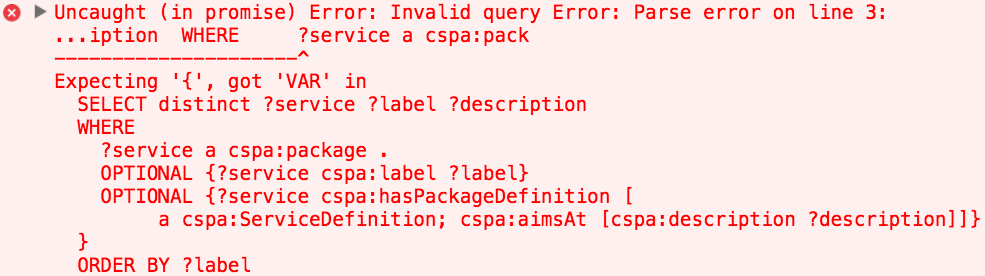 Uncaught (in promise) Error: Invalid query Error: Parse error on line 3:
...iption  WHERE     ?service a cspa:pack
---------------------^
Expecting '{', got 'VAR' in
  SELECT distinct ?service ?label ?description
  WHERE
    ?service a cspa:package .
    OPTIONAL {?service cspa:label ?label}
    OPTIONAL {?service cspa:hasPackageDefinition [
         a cspa:ServiceDefinition; cspa:aimsAt [cspa:description ?description]]}
  }
  ORDER BY ?label